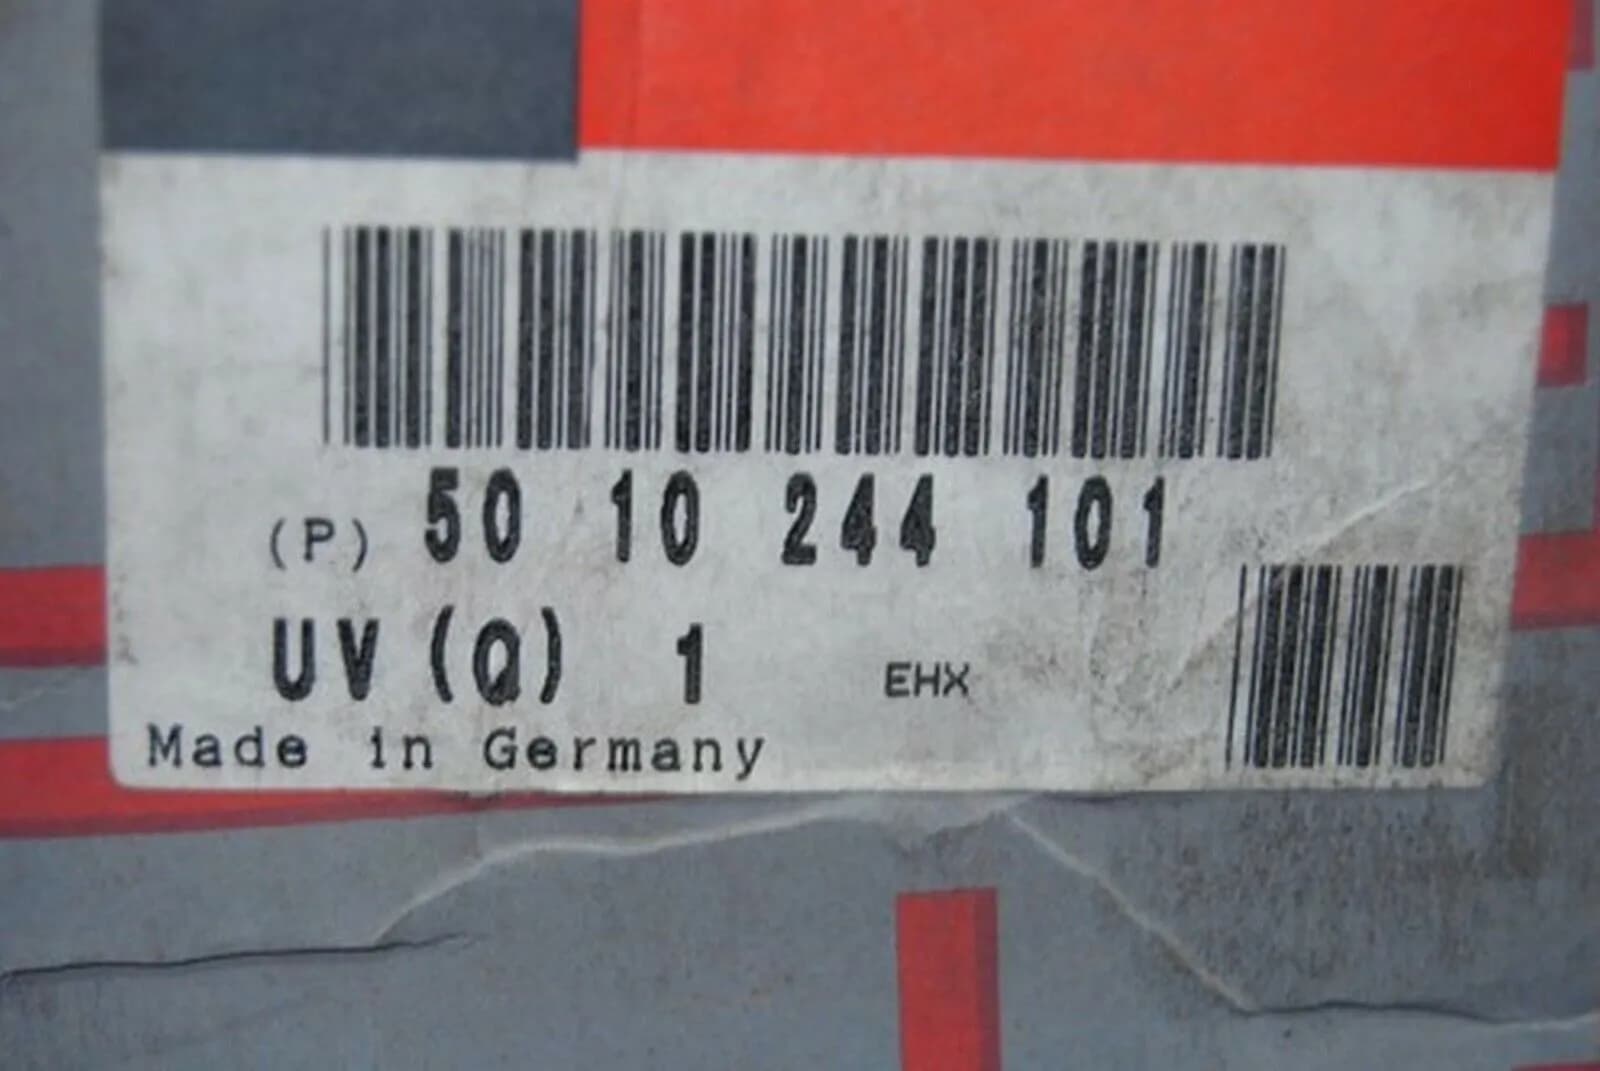 (P) 50 10 244 101
UV (Q) 1 EHX
Made in Germany